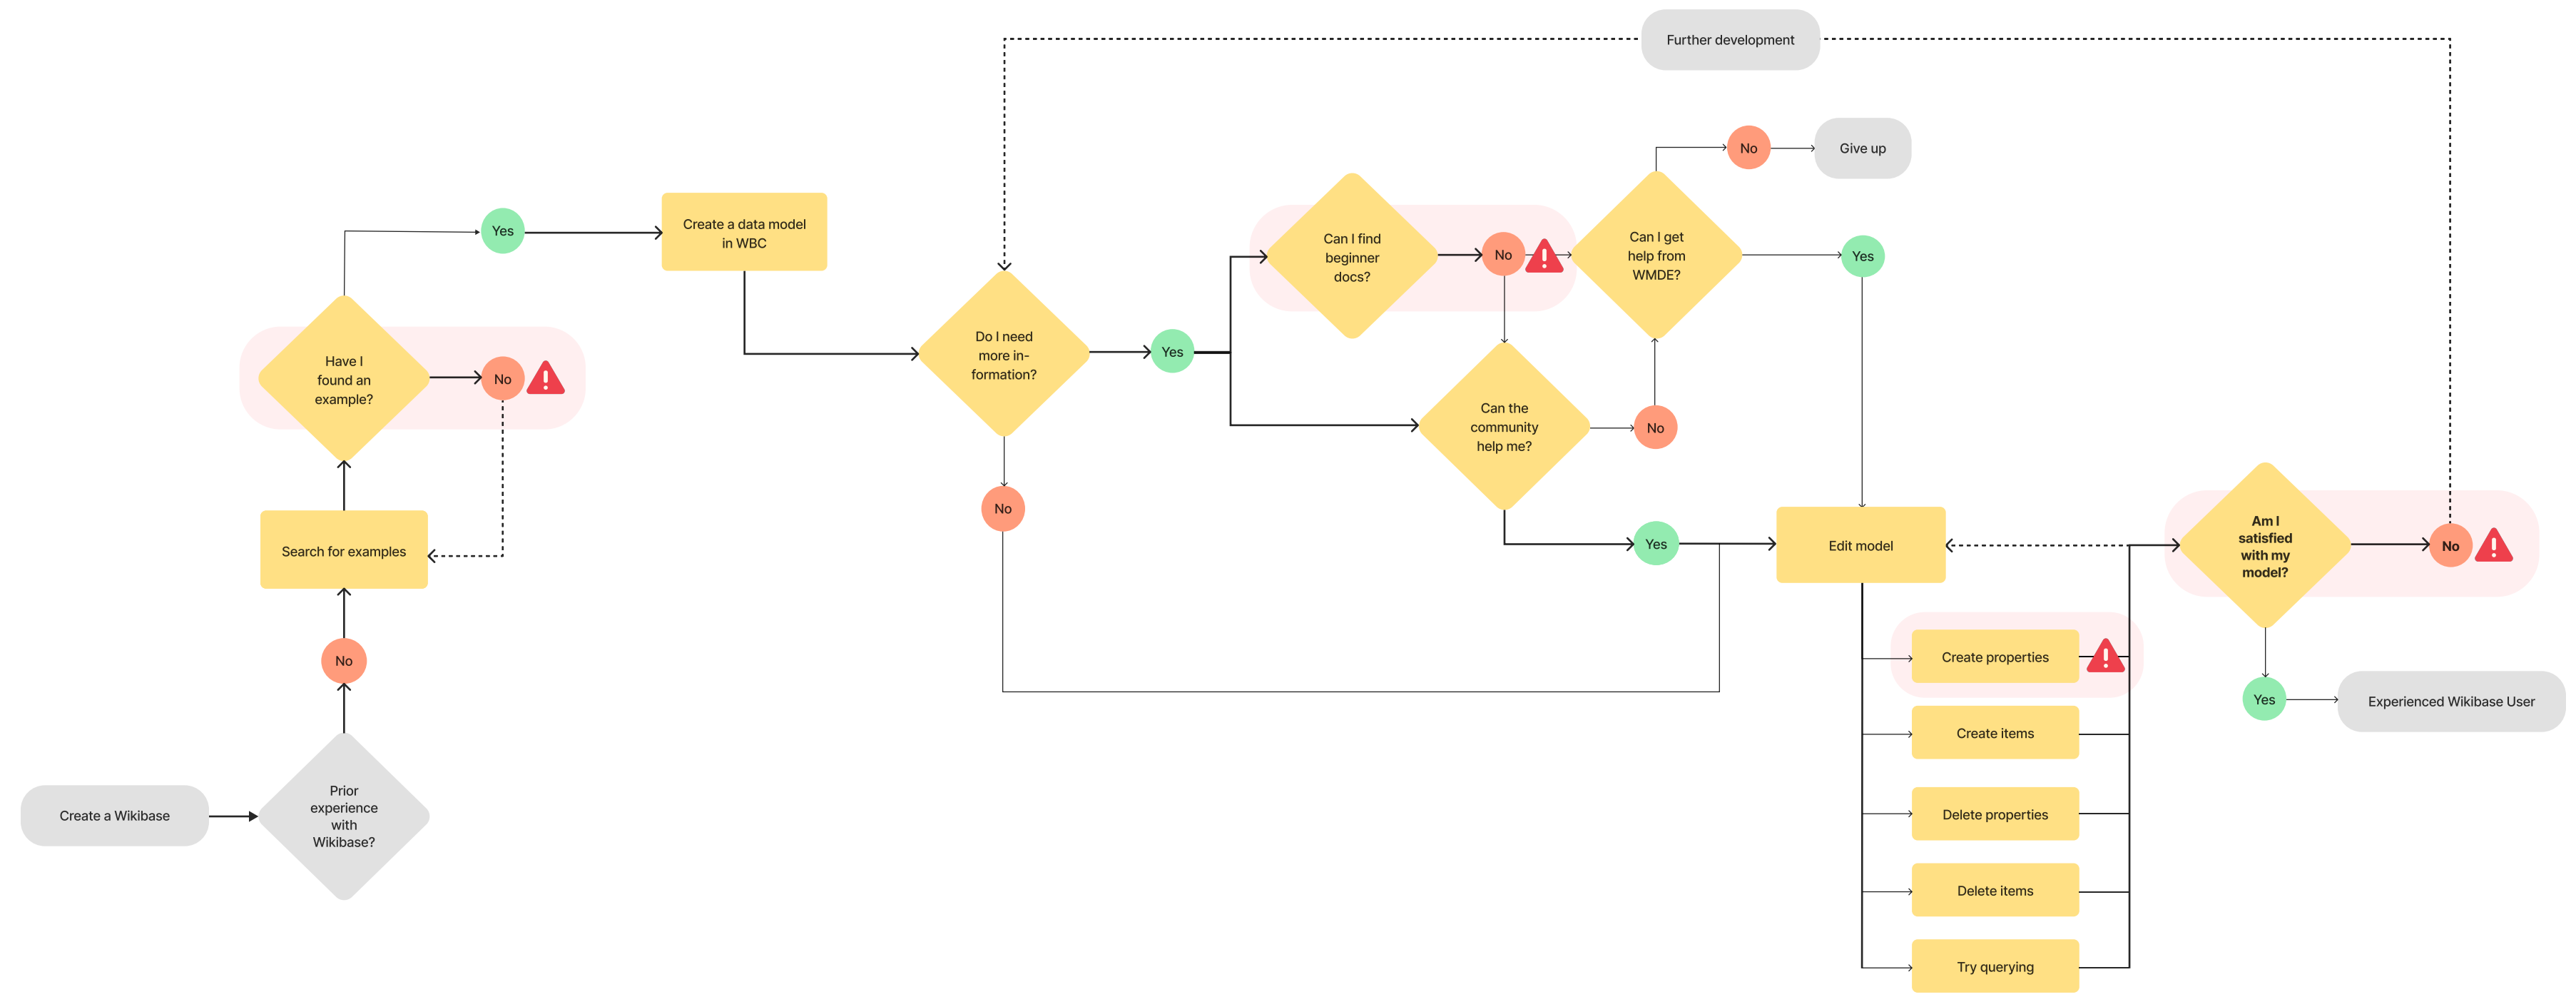 Further development
No
Give up
Yes
Create a data model
in WBC
Can I find
beginner
docs?
No
Can I get
help from
WMDE?
Yes
Do I need
more in-
formation?
Yes
Have I
found an
example?
No
Can the
community
help me?
No
No
Yes
Edit model
Am I
satisfied
with my
model?
No
Search for examples
No
Create properties
Yes
Experienced Wikibase User
Create items
Create a Wikibase
Prior
experience
with
Wikibase?
Delete properties
Delete items
Try querying